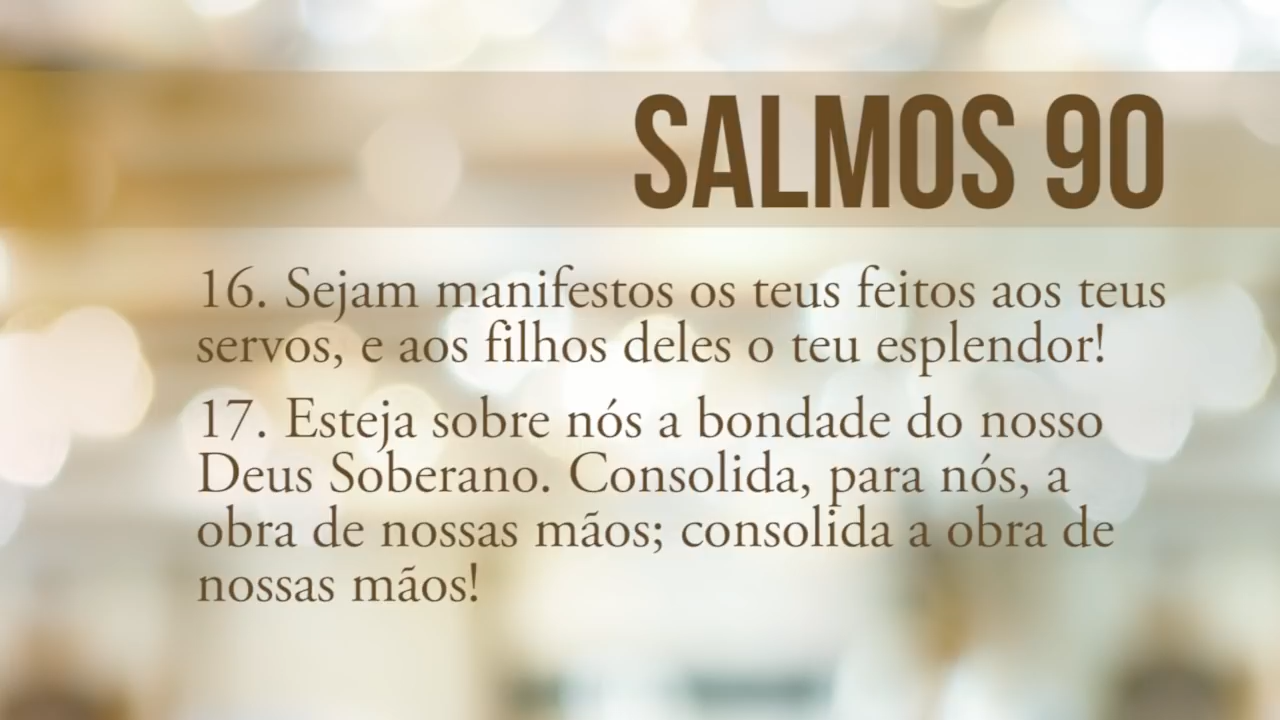 SALMOS 90
16. Sejam manifestos os teus feitos aos teus
servos, e aos filhos deles o teu esplendor!
17. Esteja sobre nós a bondade do nosso
Deus Soberano. Consolida, para nós, a
obra de nossas mãos; consolida a obra de
nossas mãos!